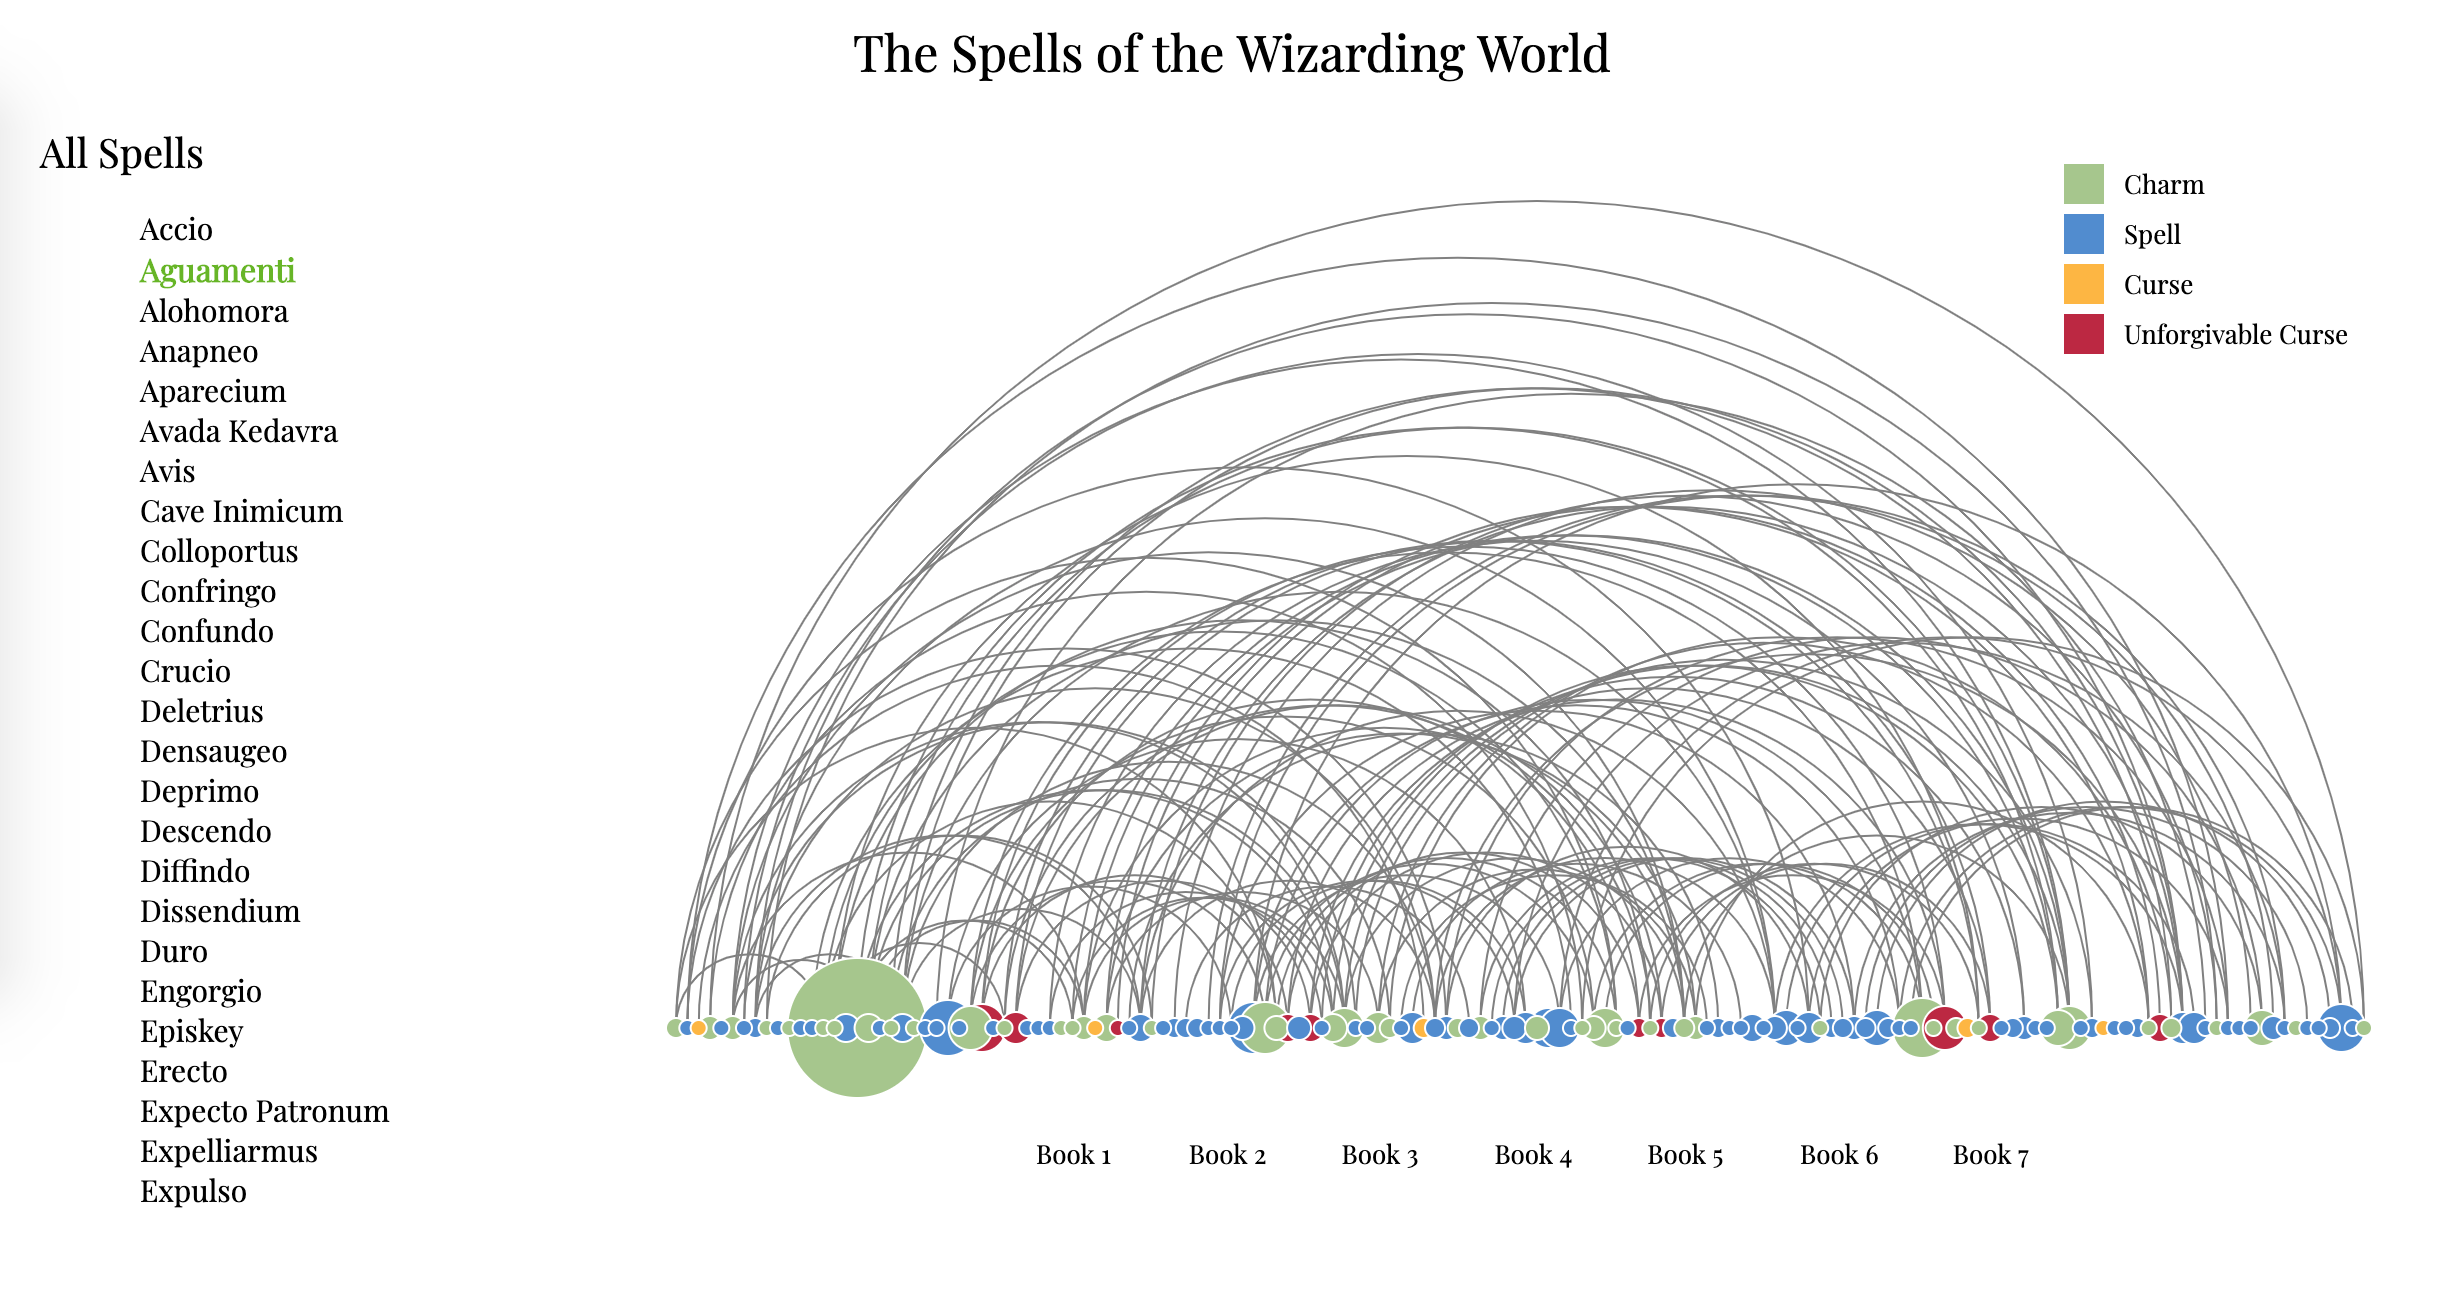 The Spells of the Wizarding World
All Spells
Accio
Aguamenti
Alohomora
Anapneo
Aparecium
Avada Kedavra
Avis
Cave Inimicum
Colloportus
Confringo
Confundo
Crucio
Deletrius
Densaugeo
Deprimo
Descendo
Diffindo
Dissendium
Duro
Engorgio
Episkey
Erecto
Expecto Patronum
Expelliarmus
Expulso
Charm
Spell
Curse
Unforgivable Curse
Book 1 Book 2 Book 3 Book 4 Book 5 Book 6 Book 7